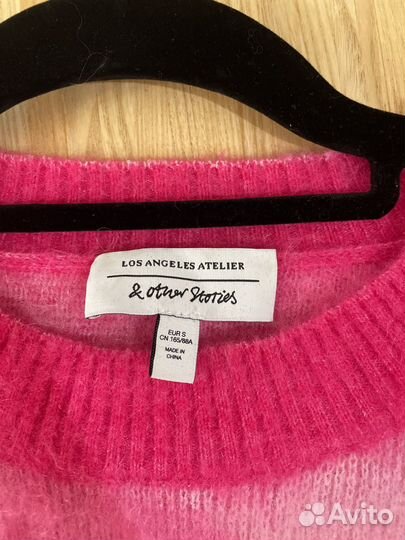 LOS ANGELES ATELIER
& other Stories
EUR S
CN 165/88A
MADE IN
CHINA
Avito